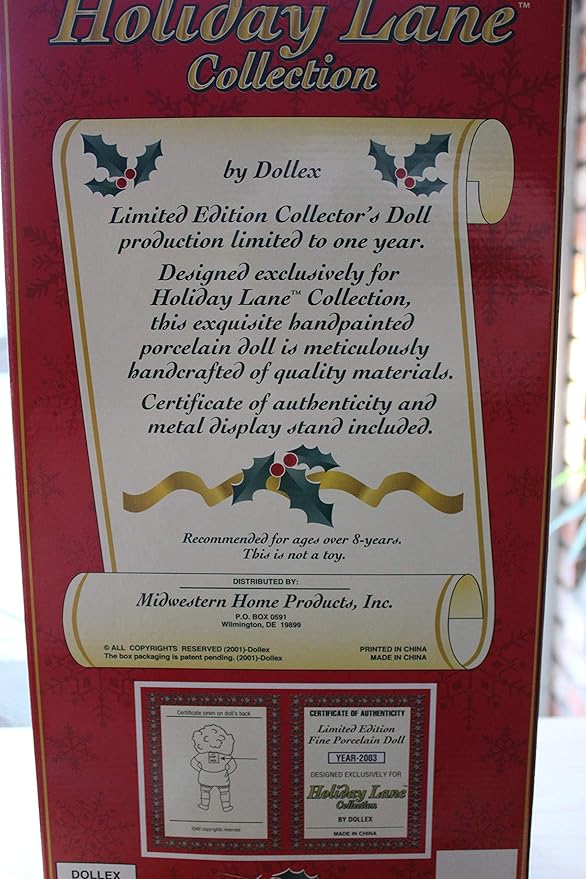 Holiday Lane™
Collection
by Dollex
Limited Edition Collector's Doll
production limited to one year.
Designed exclusively for
Holiday Lane™ Collection,
this exquisite handpainted
porcelain doll is meticulously
handcrafted of quality materials.
Certificate of authenticity and
metal display stand included.
Recommended for ages over 8-years.
This is not a toy.
DISTRIBUTED BY:
Midwestern Home Products, Inc.
P.O. BOX 0591
Wilmington, DE 19899
© ALL COPYRIGHTS RESERVED (2001)-Dollex
The box packaging is patent pending. (2001)-Dollex
PRINTED IN CHINA
MADE IN CHINA
Certificate sewn on doll's back
©All copyrights reserved
CERTIFICATE OF AUTHENTICITY
Limited Edition
Fine Porcelain Doll
YEAR-2003
DESIGNED EXCLUSIVELY FOR
Holiday Lane
Collection
BY DOLLEX
MADE IN CHINA
DOLLEX